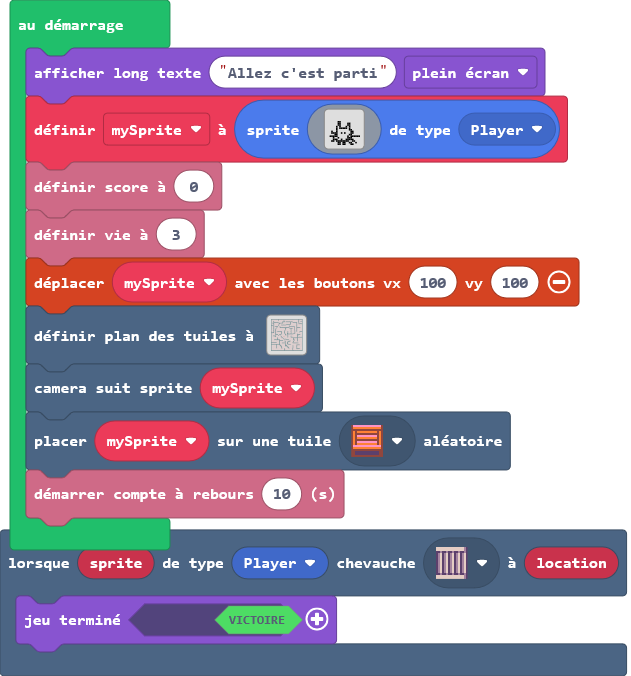 au démarrage
afficher long texte "Allez c'est parti" plein écran
définir mySprite à sprite de type Player
définir score à 0
définir vie à 3
déplacer mySprite avec les boutons vx 100 vy 100
définir plan des tuiles à
camera suit sprite mySprite
placer mySprite sur une tuile aléatoire
démarrer compte à rebours 10 (s)
lorsque sprite de type Player chevauche à location
jeu terminé VICTOIRE